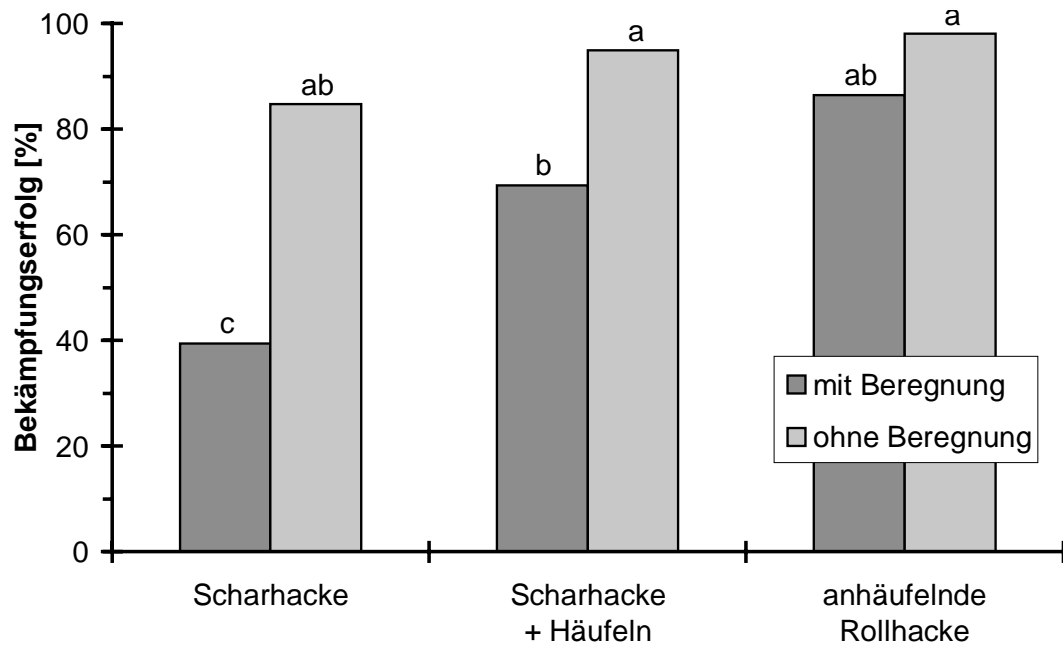 Bekämpfungserfolg [%]
100
80
60
40
20
0
c
ab
b
a
ab
a
mit Beregnung
ohne Beregnung
Scharhacke
Scharhacke
+ Häufeln
anhäufelnde
Rollhacke